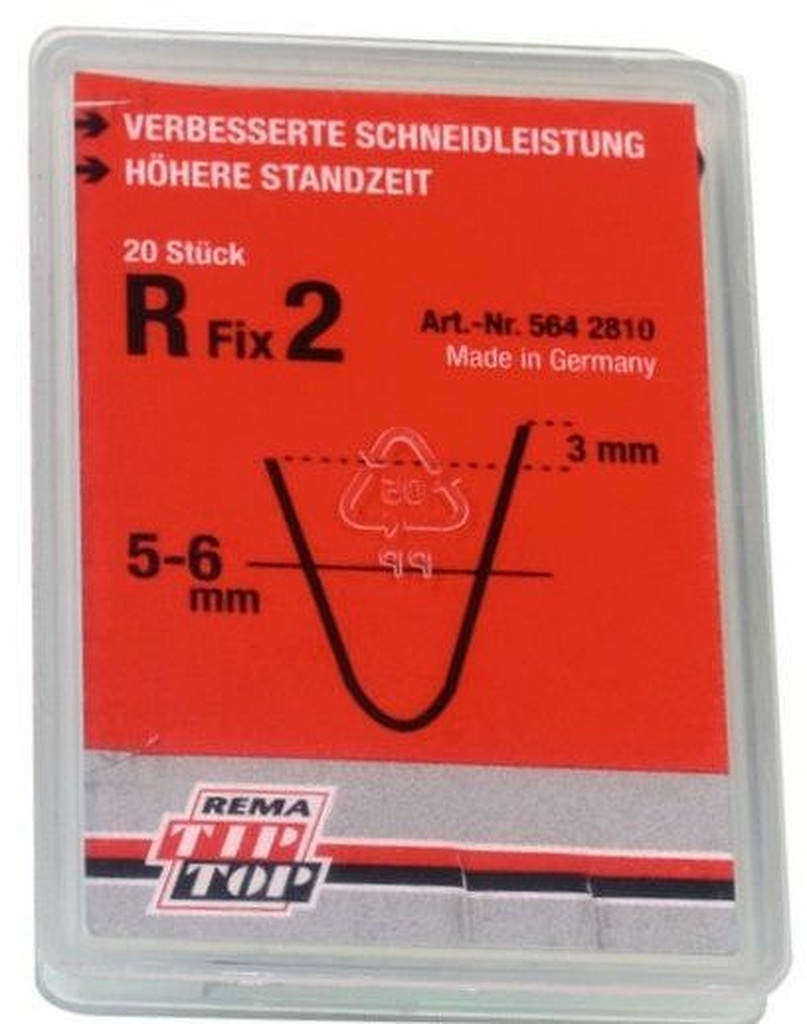 VERBESSERTE SCHNEIDLEISTUNG
HÖHERE STANDZEIT
20 Stück
R Fix 2
Art.-Nr. 564 2810
Made in Germany
3 mm
5-6
mm
05
PP
REMA
TIP
TOP